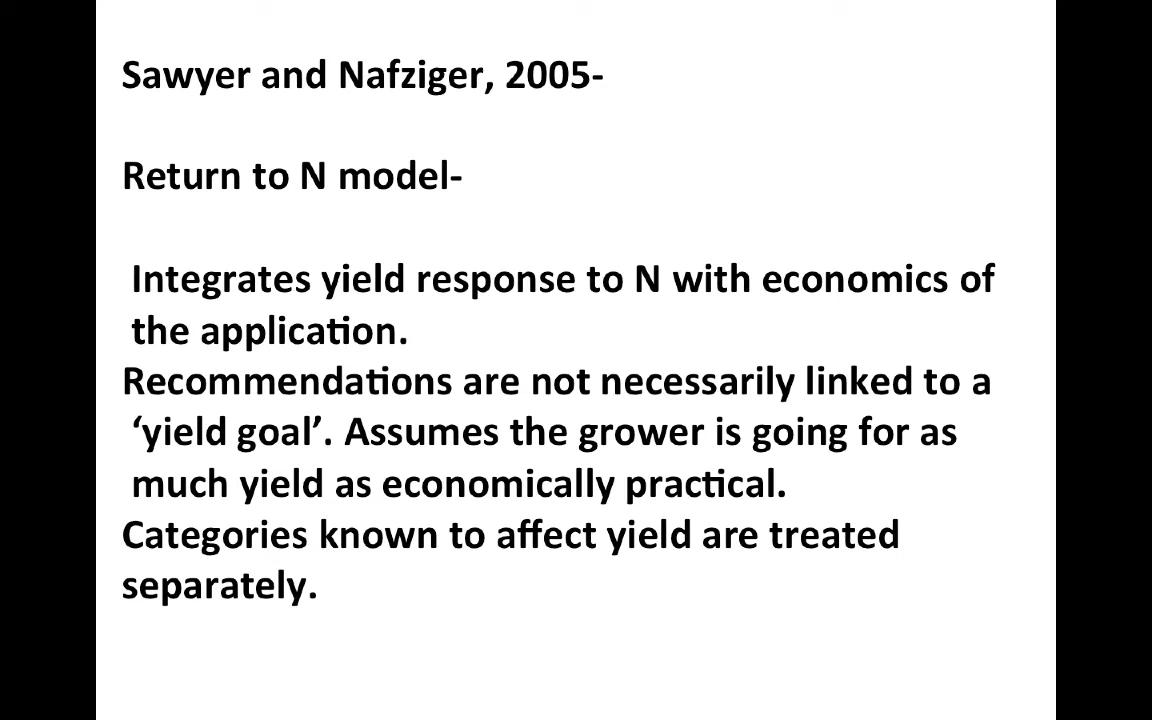 Sawyer and Nafziger, 2005-
Return to N model-
Integrates yield response to N with economics of
the application.
Recommendations are not necessarily linked to a
‘yield goal’. Assumes the grower is going for as
much yield as economically practical.
Categories known to affect yield are treated
separately.